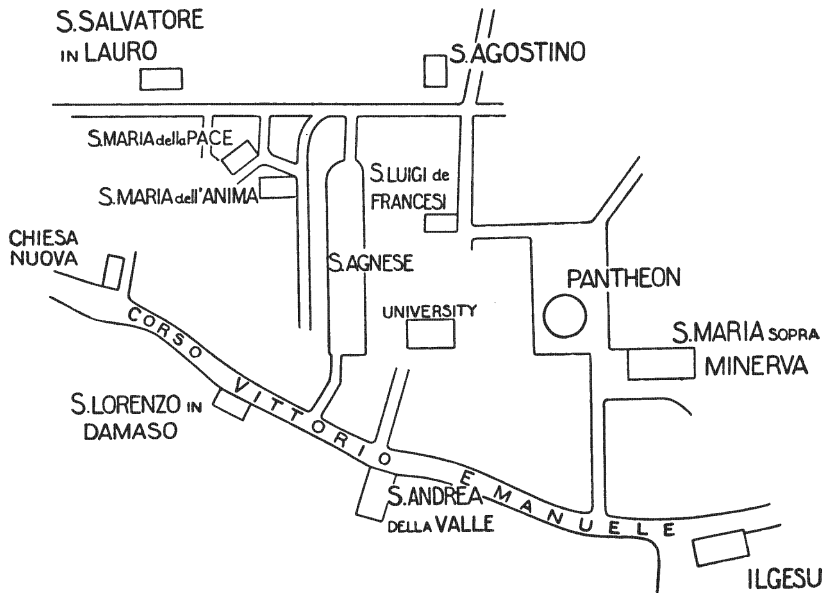 S.SALVATORE
IN LAURO
S.AGOSTINO
S.MARIA della PACE
S.LUIGI de
FRANCESI
S.MARIA dell'ANIMA
CHIESA
NUOVA
S.AGNESE
PANTHEON
UNIVERSITY
S.MARIA SOPRA
MINERVA
CORSO VITTORIO EMANUELE
S.LORENZO IN
DAMASO
S.ANDREA
DELLA VALLE
ILGESU